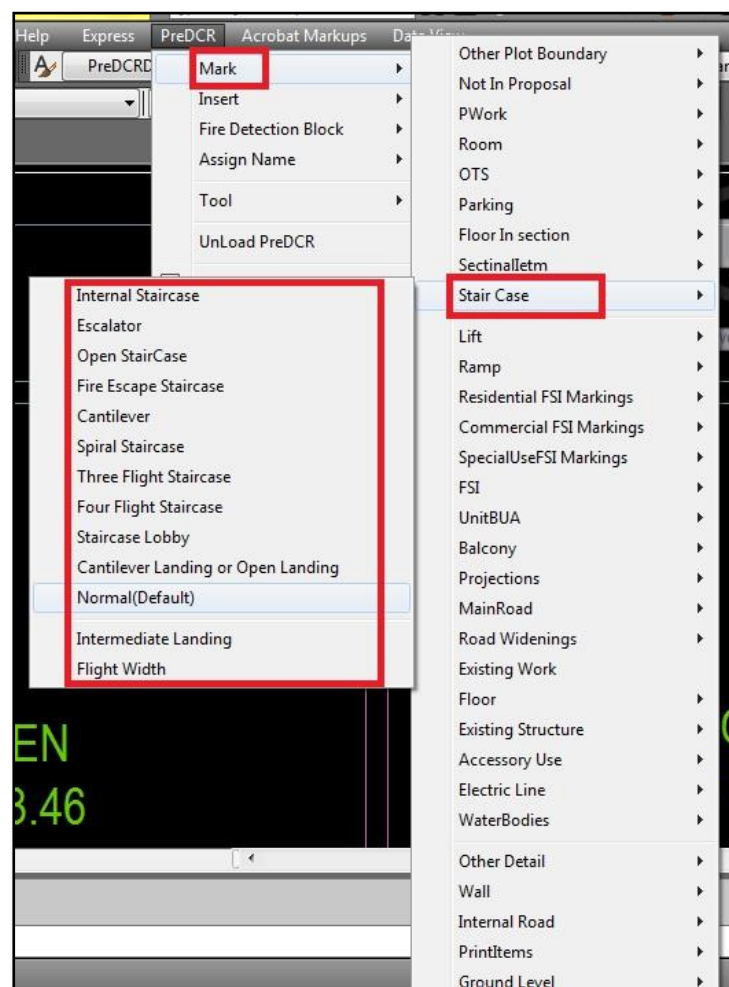 Help Express PreDCR Acrobat Markups Data View
PreDCRD
Mark
Insert
Fire Detection Block
Assign Name
Tool
UnLoad PreDCR
Other Plot Boundary
Not In Proposal
PWork
Room
OTS
Parking
Floor In section
SectinalIetm
Stair Case
Lift
Ramp
Residential FSI Markings
Commercial FSI Markings
SpecialUseFSI Markings
FSI
UnitBUA
Balcony
Projections
MainRoad
Road Widenings
Existing Work
Floor
Existing Structure
Accessory Use
Electric Line
WaterBodies
Other Detail
Wall
Internal Road
PrintItems
Ground Level
Internal Staircase
Escalator
Open StairCase
Fire Escape Staircase
Cantilever
Spiral Staircase
Three Flight Staircase
Four Flight Staircase
Staircase Lobby
Cantilever Landing or Open Landing
Normal(Default)
Intermediate Landing
Flight Width
EN
3.46